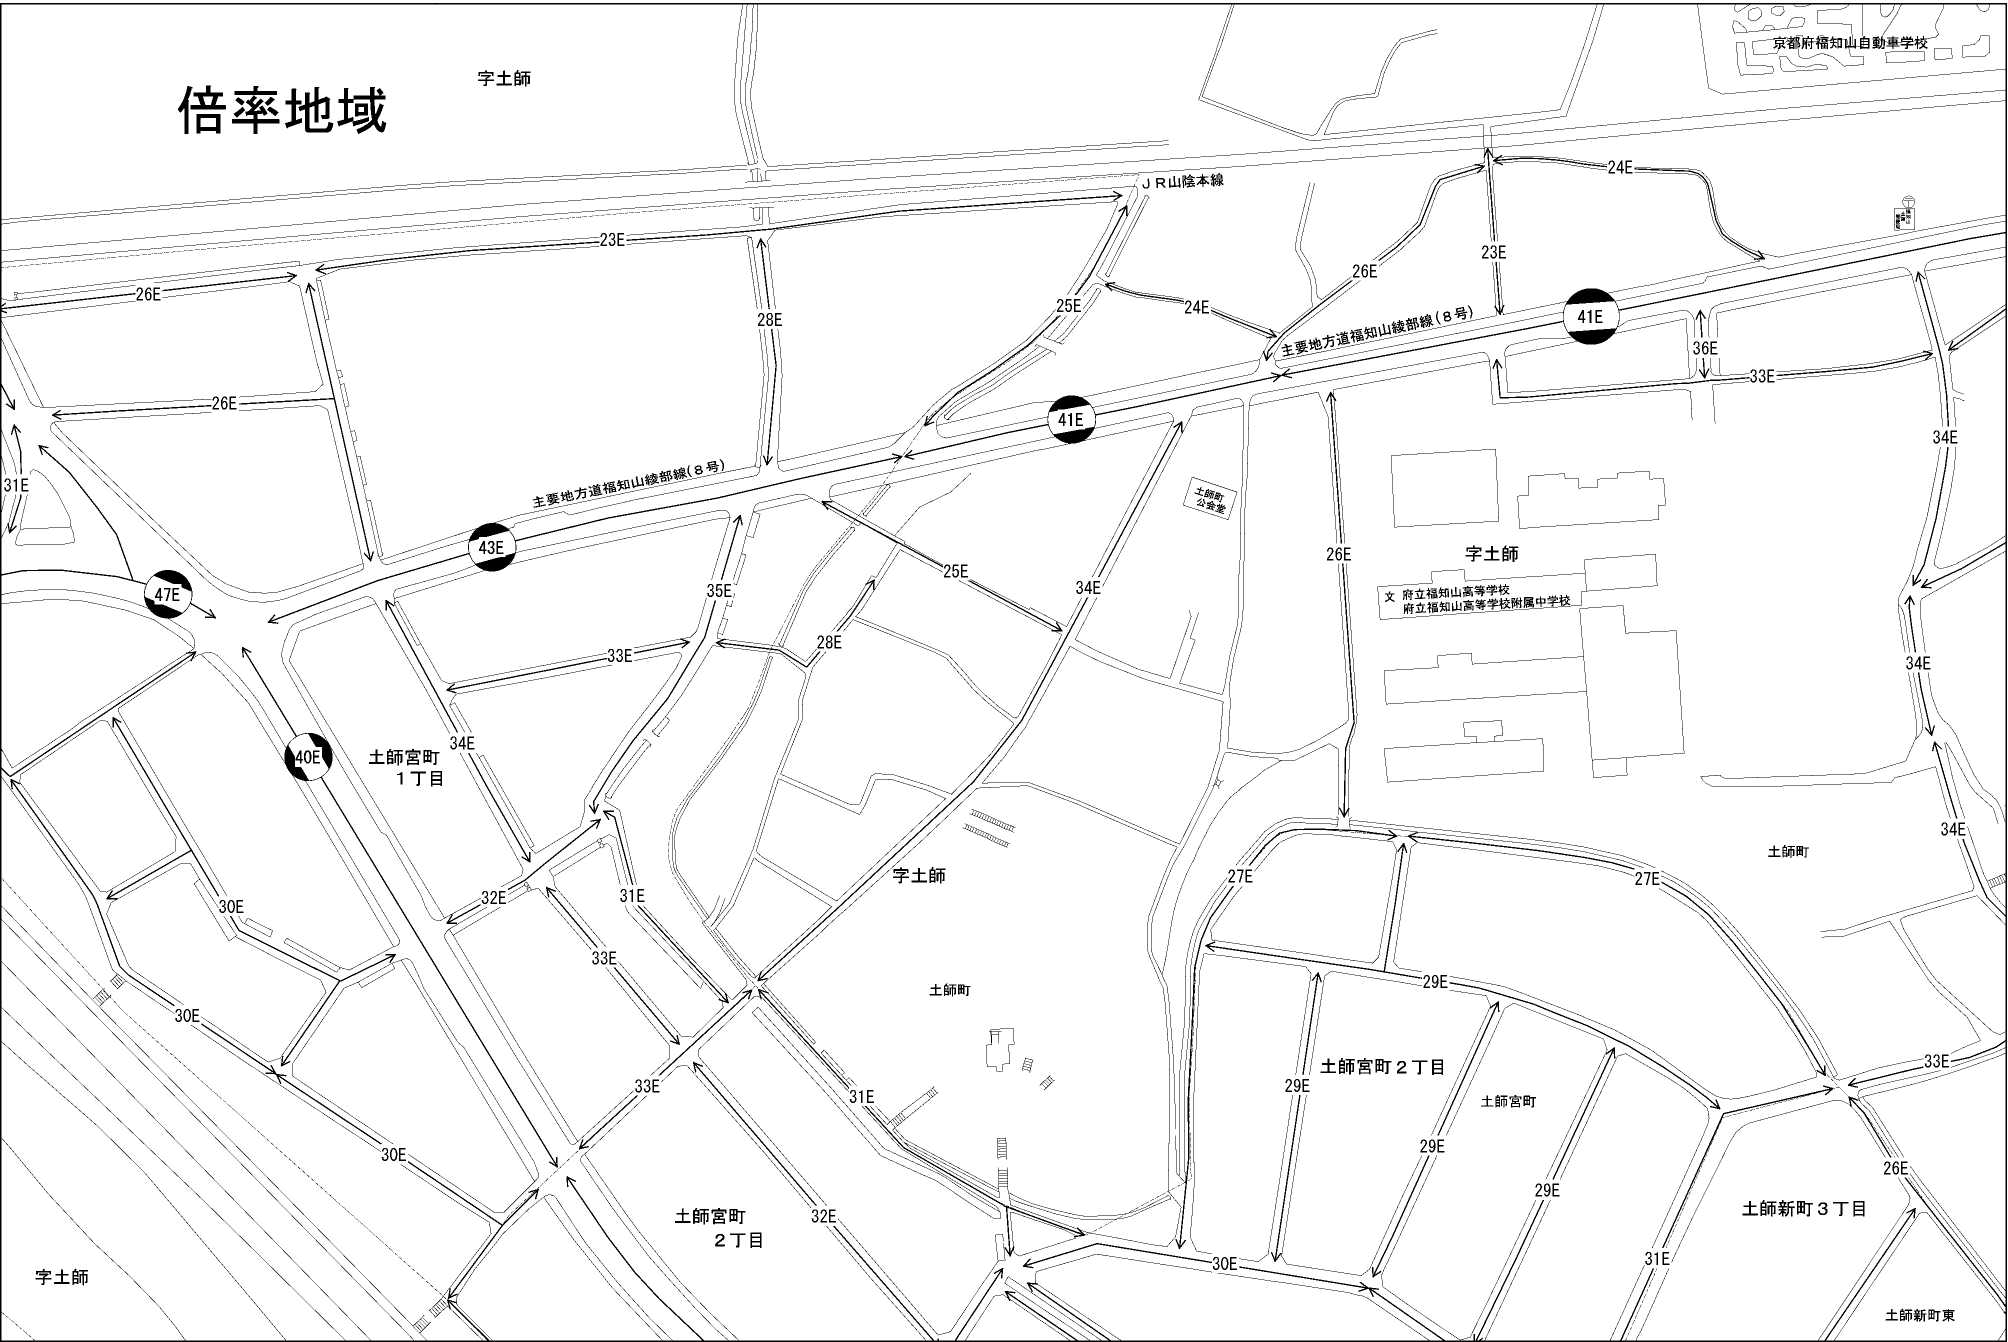 京都府福知山自動車学校
字土師
倍率地域
24E
ＪＲ山陰本線
23E
23E
26E
26E
24E
25E
28E
41E
主要地方道福知山綾部線(８号)
36E
33E
26E
41E
34E
主要地方道福知山綾部線(８号)
31E
土師町
公会堂
43E
字土師
26E
25E
47E
35E
34E
府立福知山高等学校
府立福知山高等学校附属中学校
文
28E
33E
34E
34E
40E
土師宮町
１丁目
34E
土師町
27E
27E
字土師
32E
31E
30E
33E
29E
土師町
30E
33E
33E
土師宮町２丁目
29E
土師宮町
31E
29E
30E
26E
29E
土師新町３丁目
土師宮町
２丁目
32E
31E
30E
字土師
土師新町東